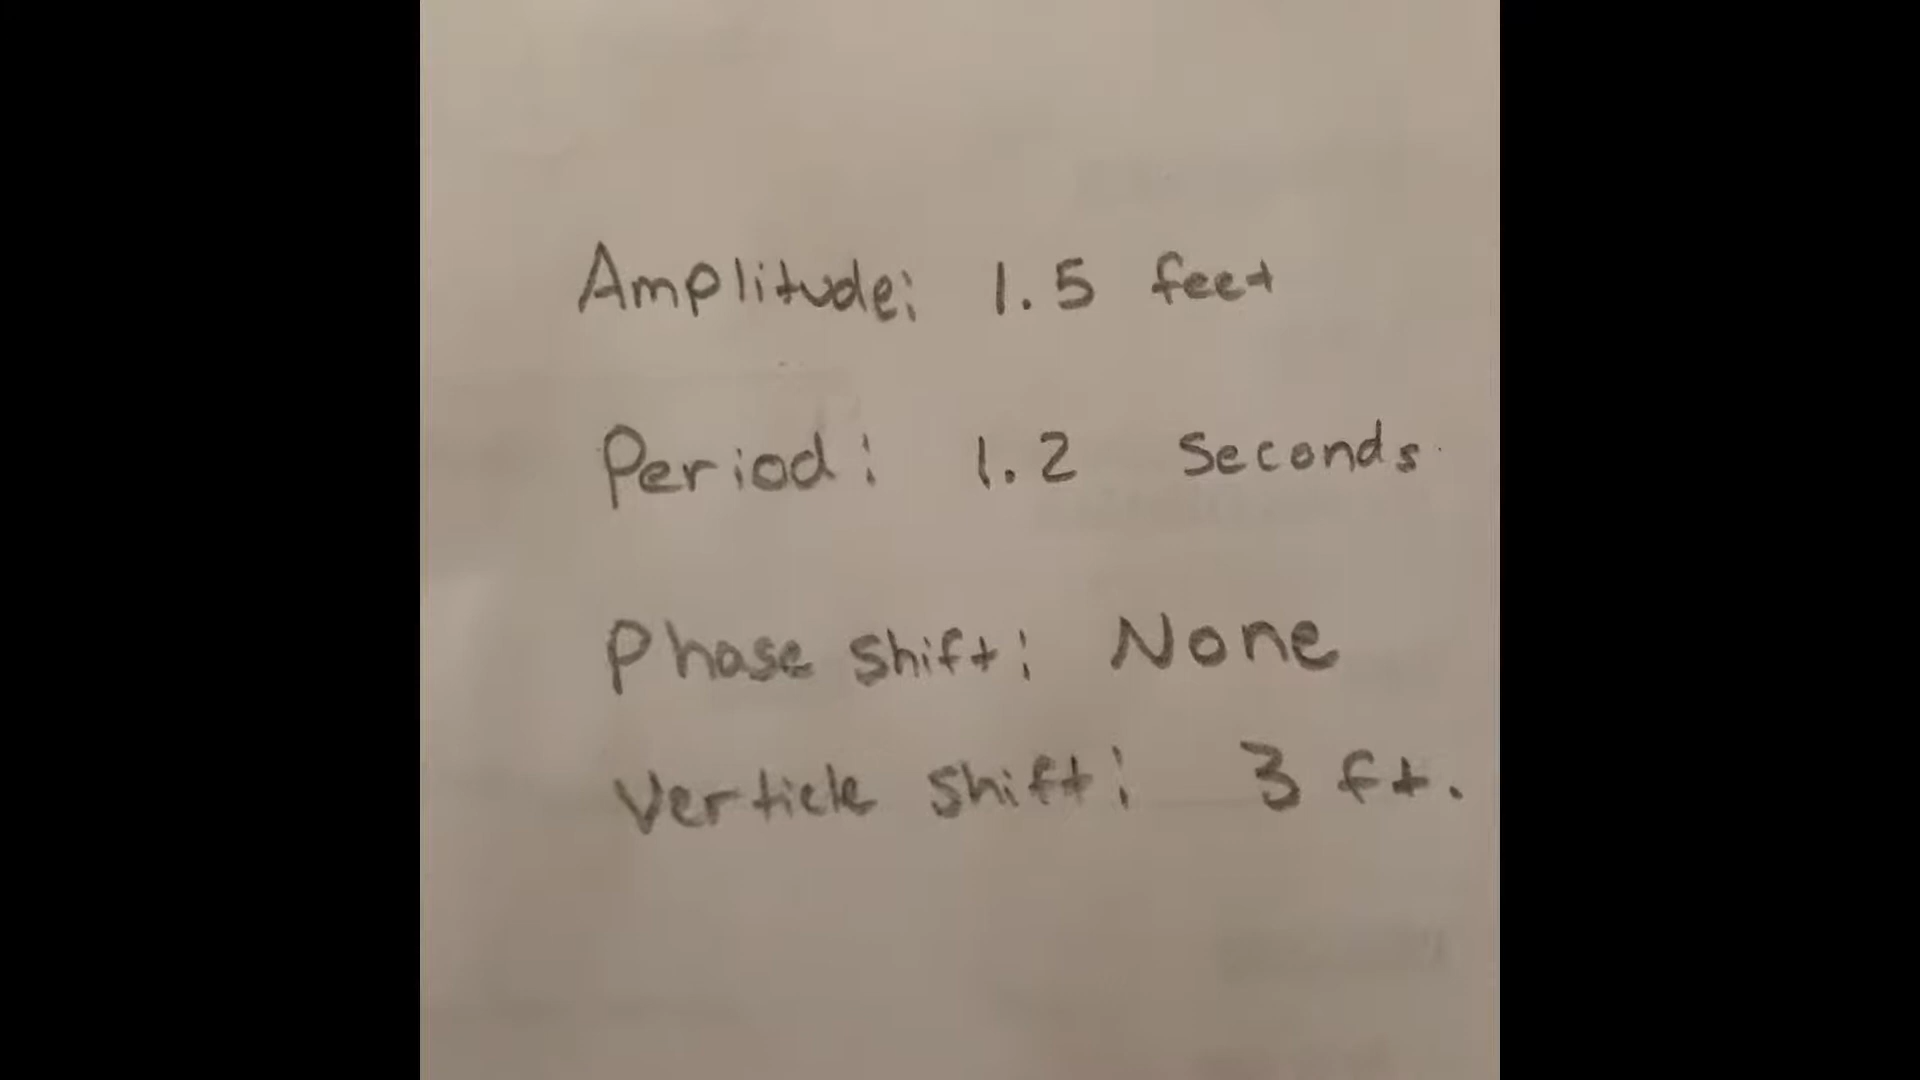 Amplitude: 1.5 feet
Period: 1.2 Seconds
Phase shift: None
Verticle shift: 3 ft.